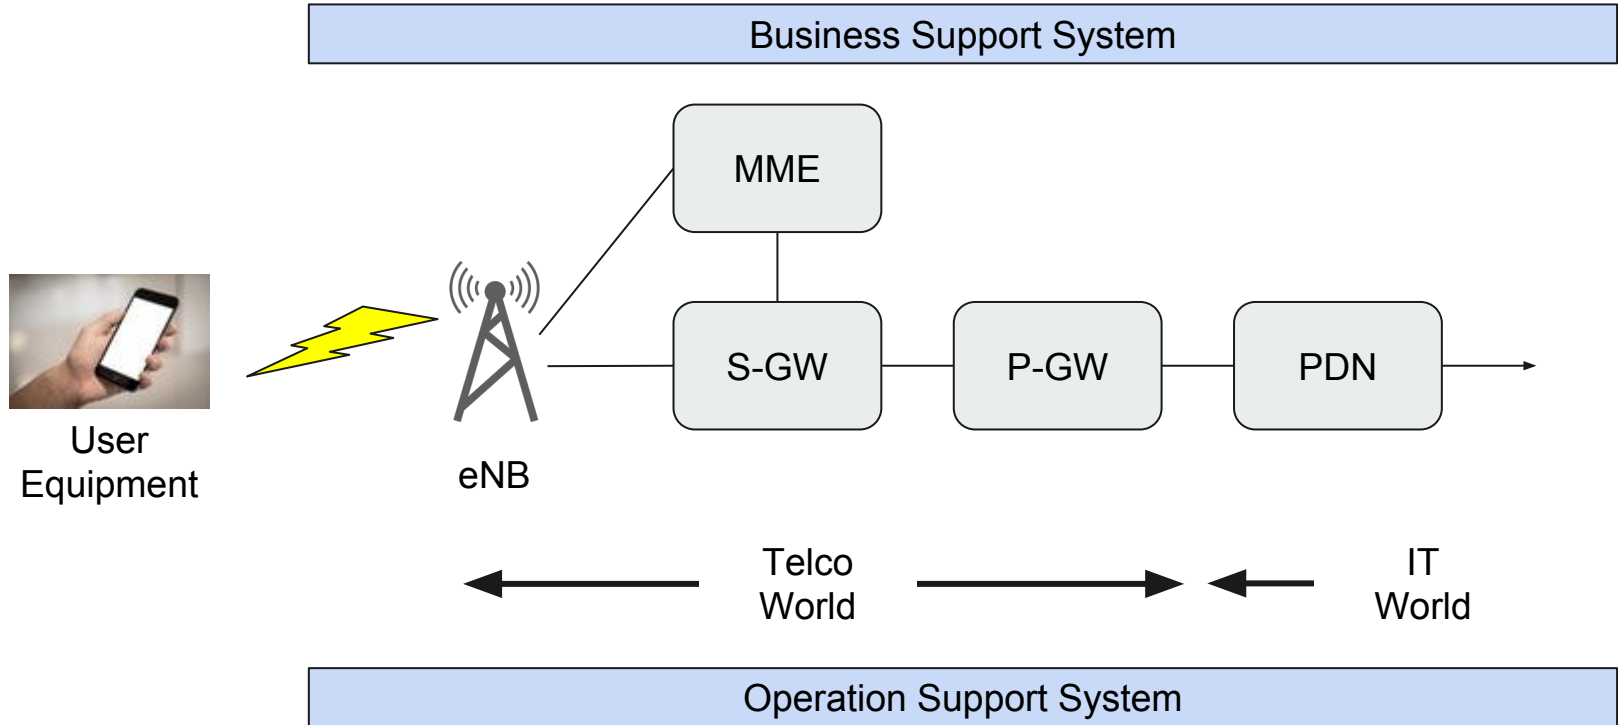 Business Support System
MME
S-GW
P-GW
PDN
User
Equipment
eNB
Telco
World
IT
World
Operation Support System